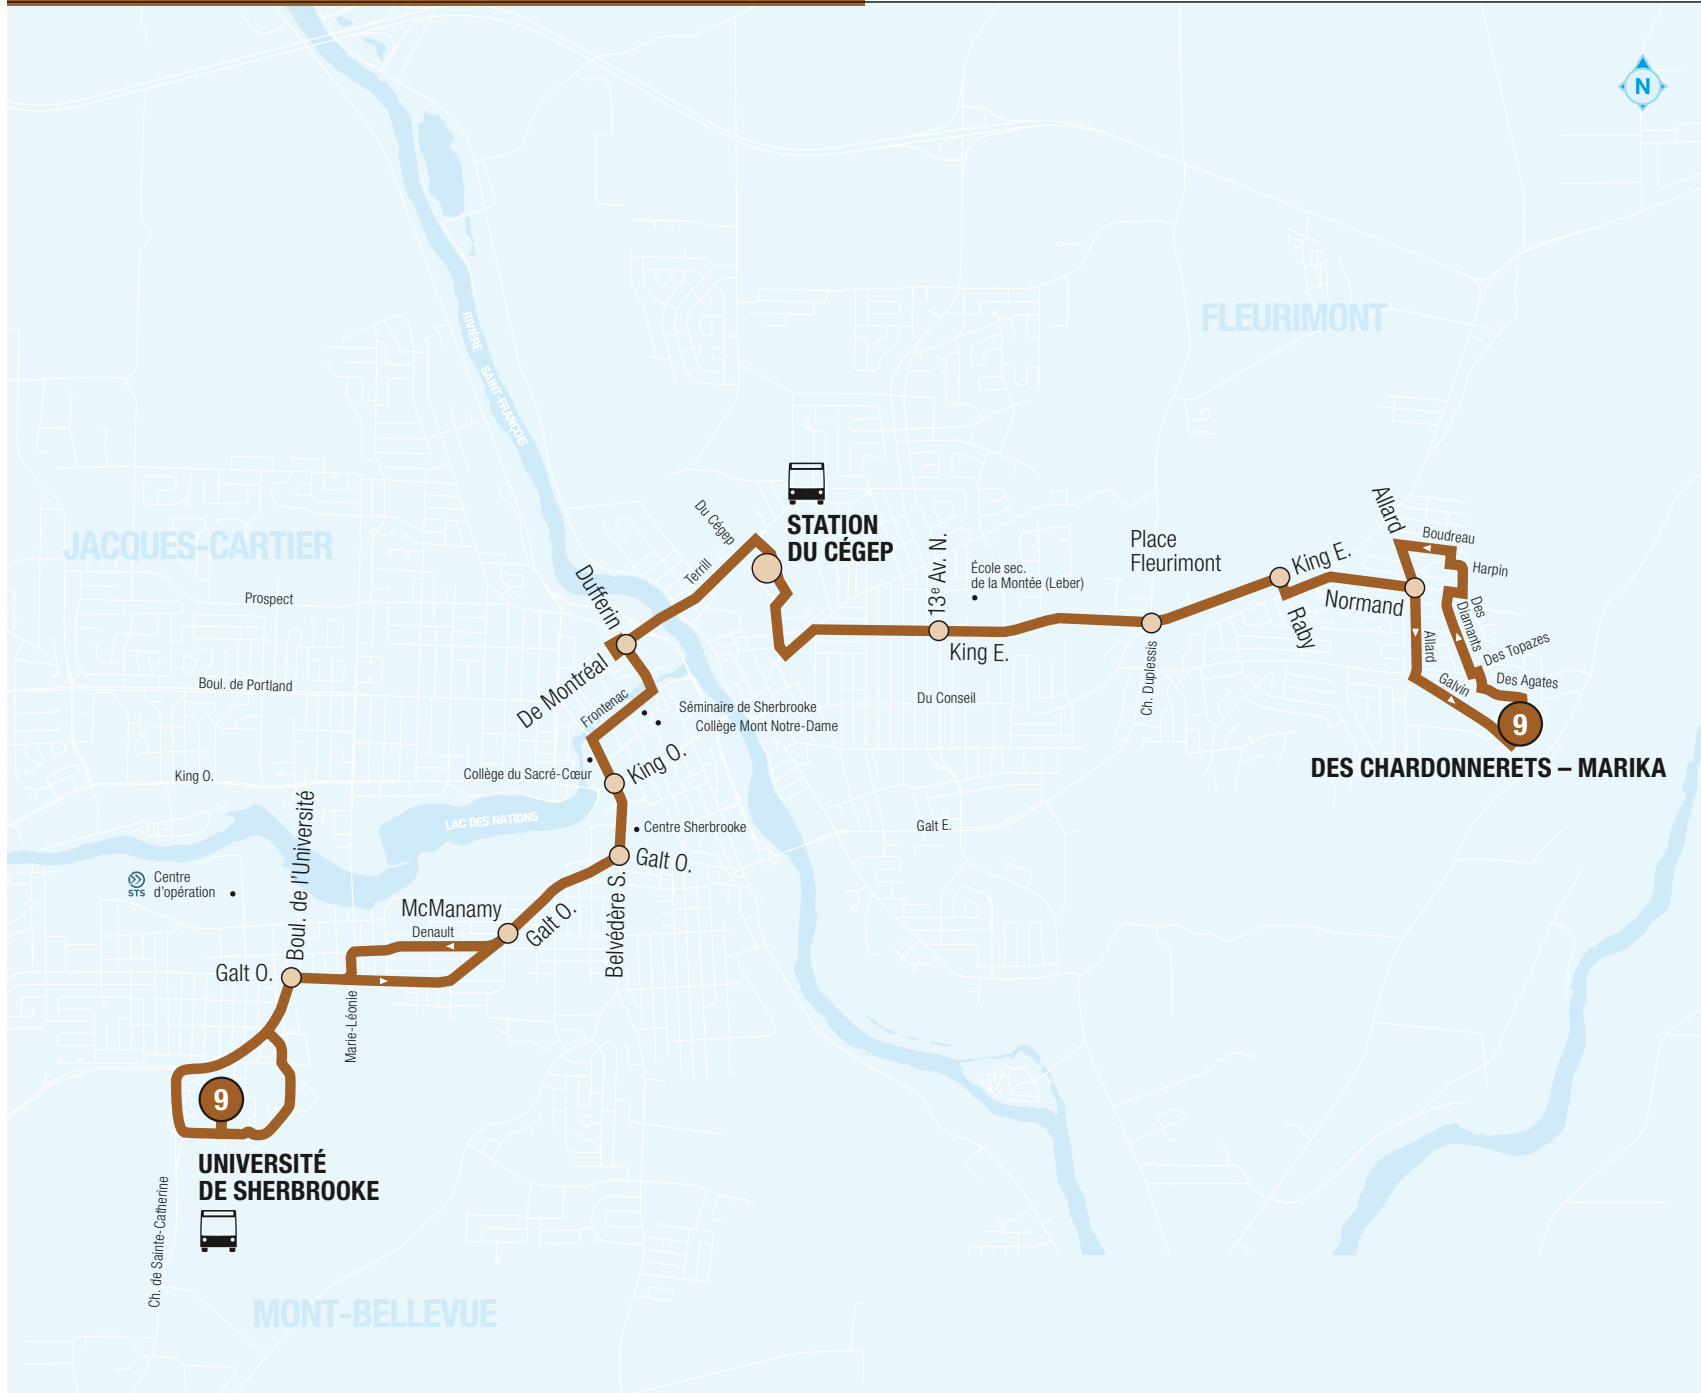 N
FLEURIMONT
RIVIÈRE SAINT-FRANÇOIS
JACQUES-CARTIER
STATION
DU CÉGEP
Du Cégep
Terrill
Dufferin
De Montréal
Frontenac
Séminaire de Sherbrooke
Collège Mont Notre-Dame
Collège du Sacré-Cœur
King O.
Centre Sherbrooke
Galt O.
Belvédère S.
13e Av. N.
King E.
École sec.
de la Montée (Leber)
Du Conseil
Galt E.
Place
Fleurimont
Ch. Duplessis
King E.
Raby
Normand
Allard
Boudreau
Harpin
Des
Diamants
Des Topazes
Des Agates
Allard
Galvin
9
DES CHARDONNERETS – MARIKA
Prospect
Boul. de Portland
King O.
LAC DES NATIONS
Boul. de l'Université
STS
Centre
d'opération
McManamy
Denault
Galt O.
Galt O.
Marie-Léonie
9
UNIVERSITÉ
DE SHERBROOKE
Ch. de Sainte-Catherine
MONT-BELLEVUE